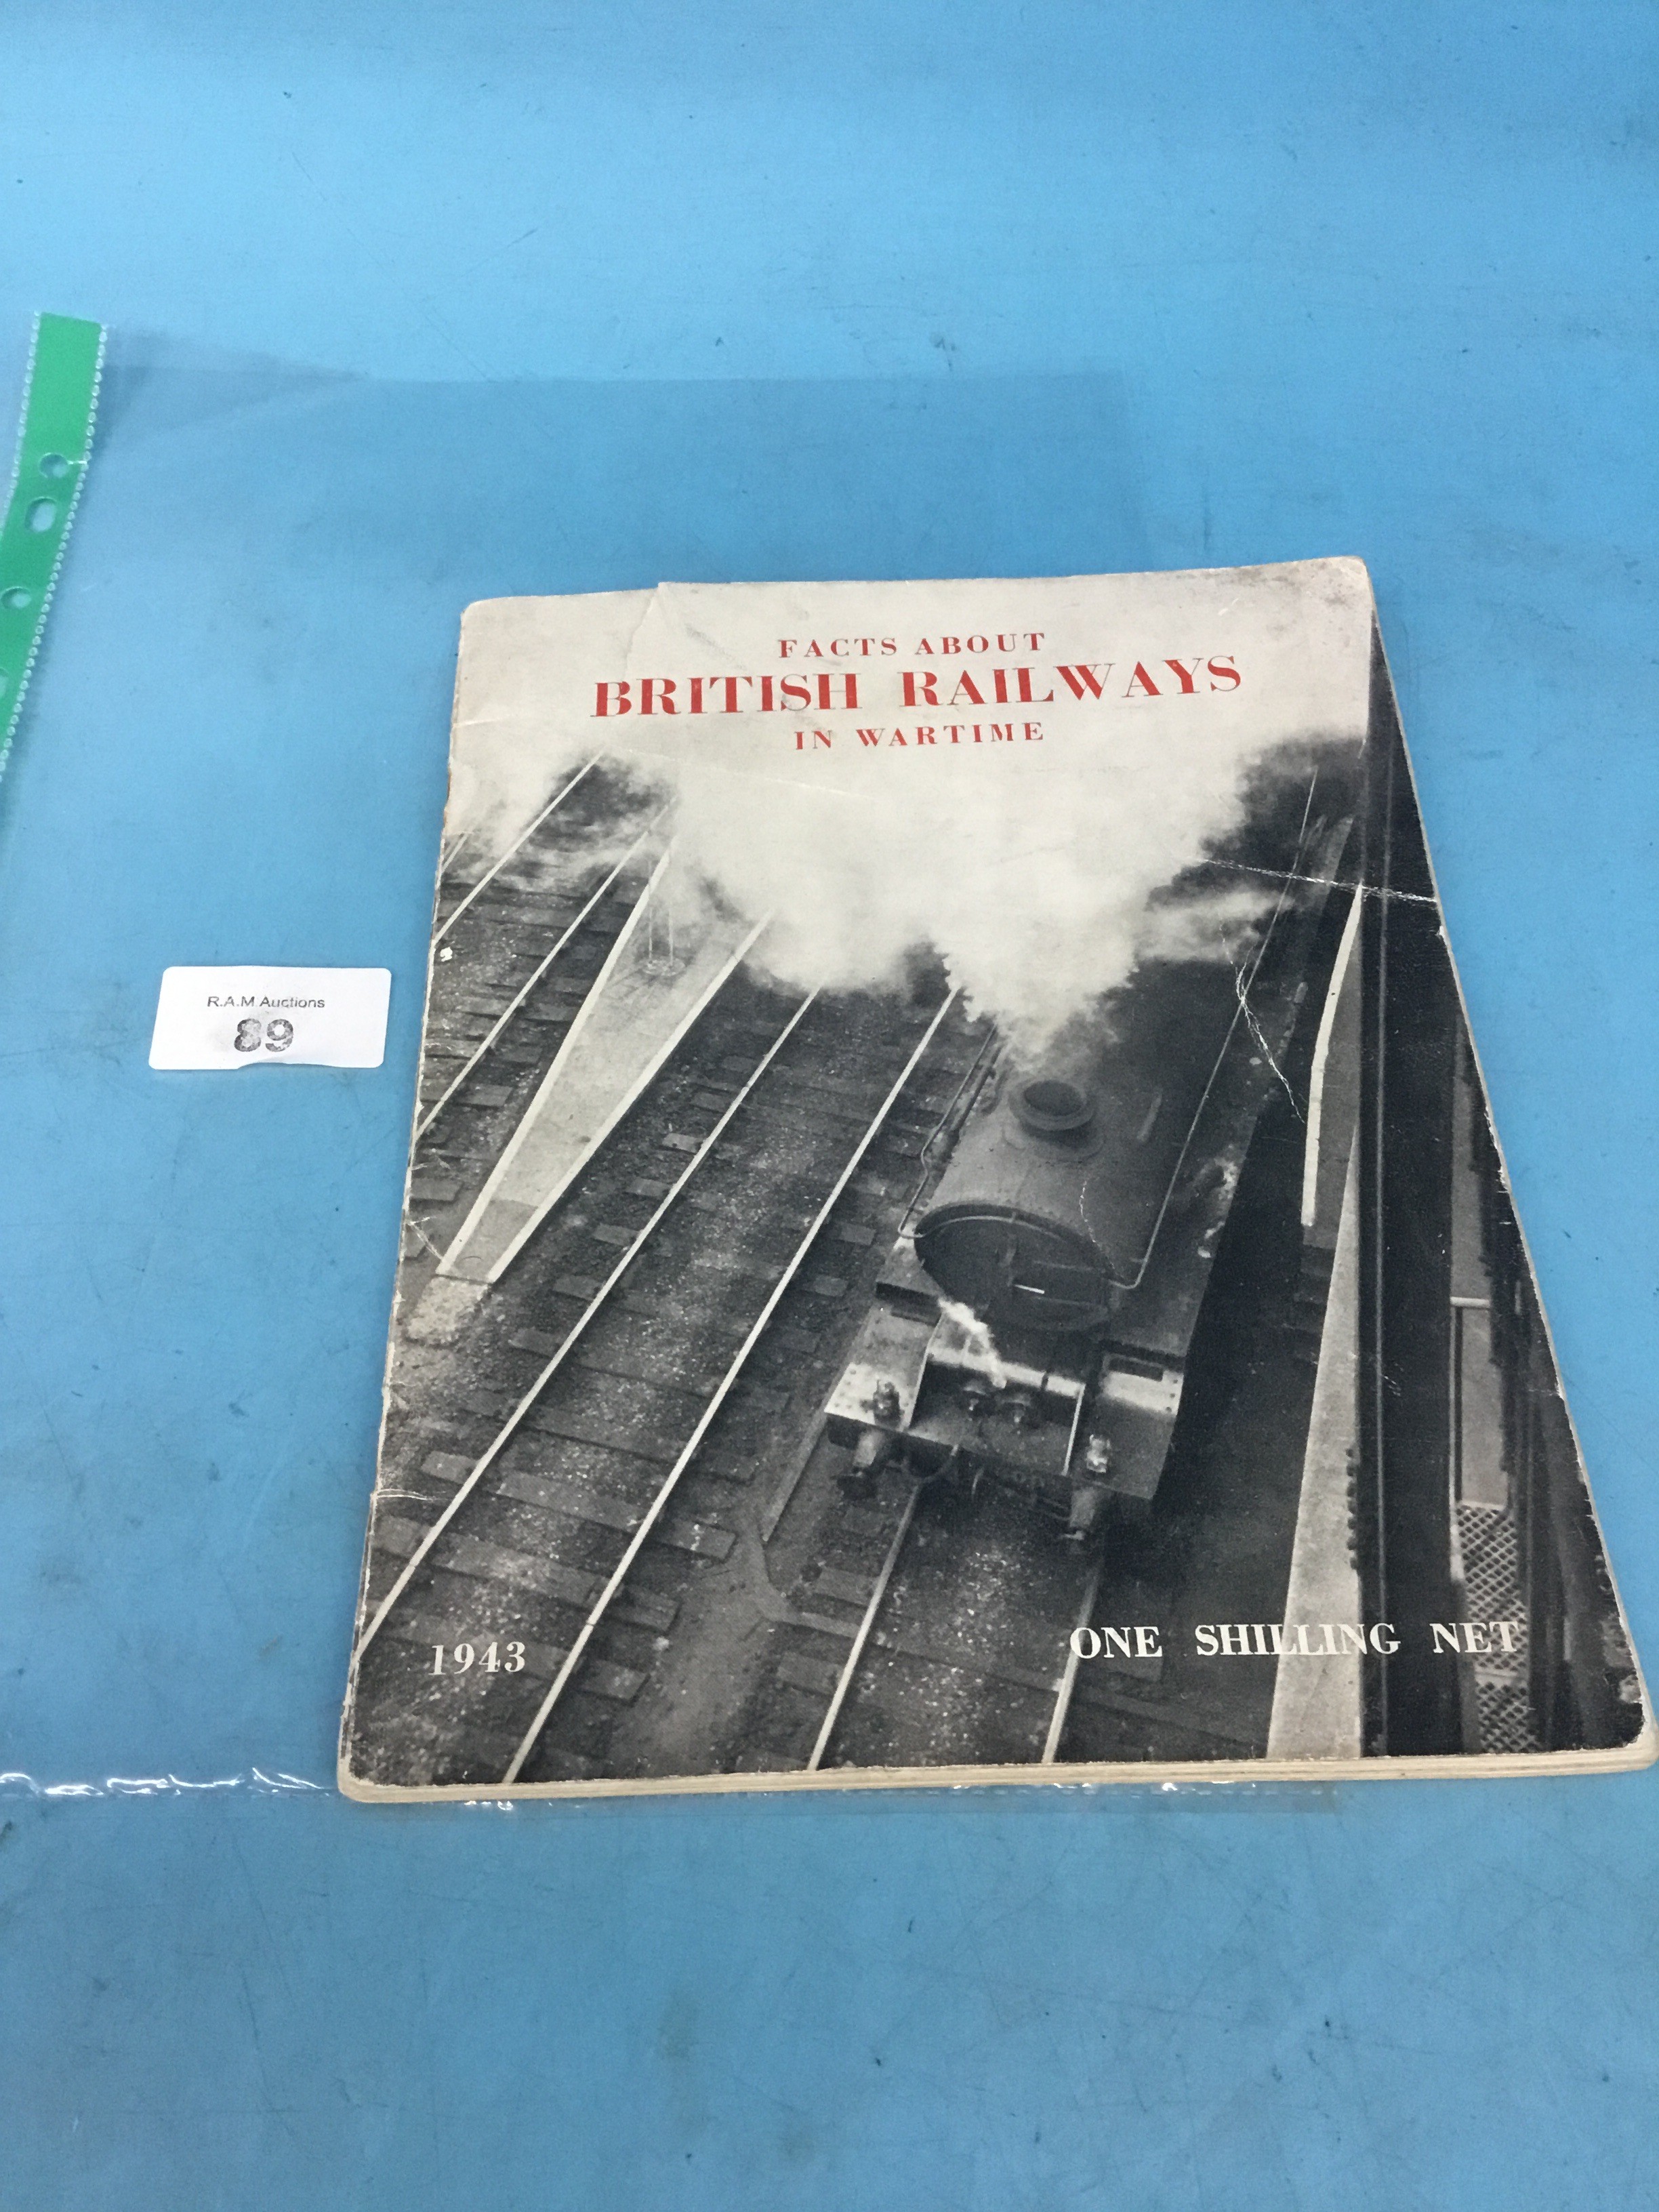 FACTS ABOUT
BRITISH RAILWAYS
IN WARTIME
R.A.M Auctions
89
1943
ONE SHILLING NET